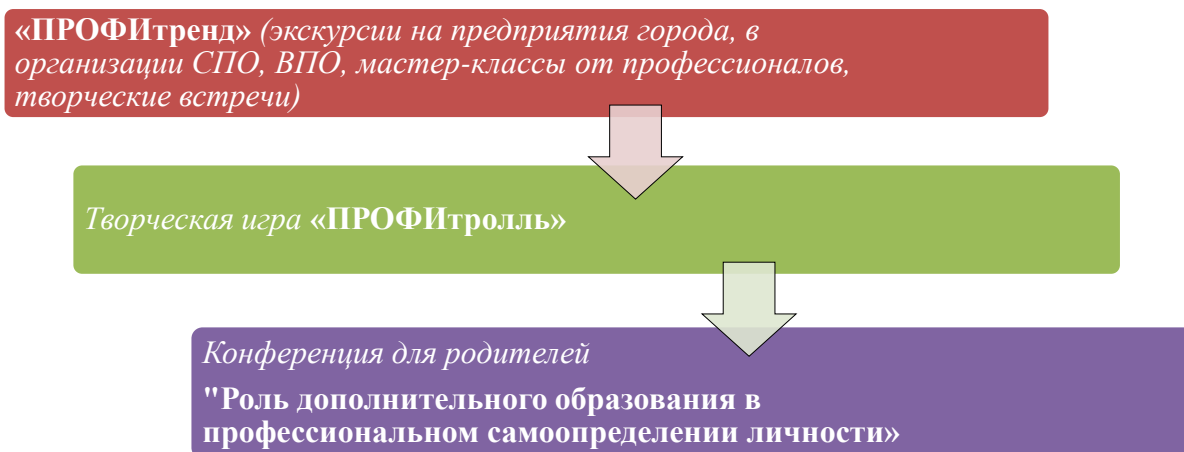 «ПРОФИтренд» (экскурсии на предприятия города, в
организации СПО, ВПО, мастер-классы от профессионалов,
творческие встречи)
Творческая игра «ПРОФИтролль»
Конференция для родителей
"Роль дополнительного образования в
профессиональном самоопределении личности»